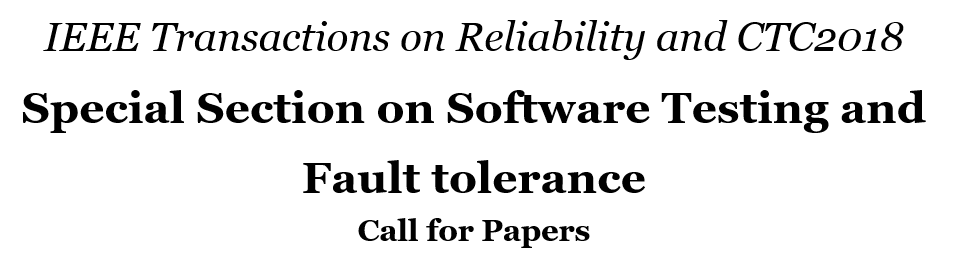 IEEE Transactions on Reliability and CTC2018
Special Section on Software Testing and
Fault tolerance
Call for Papers